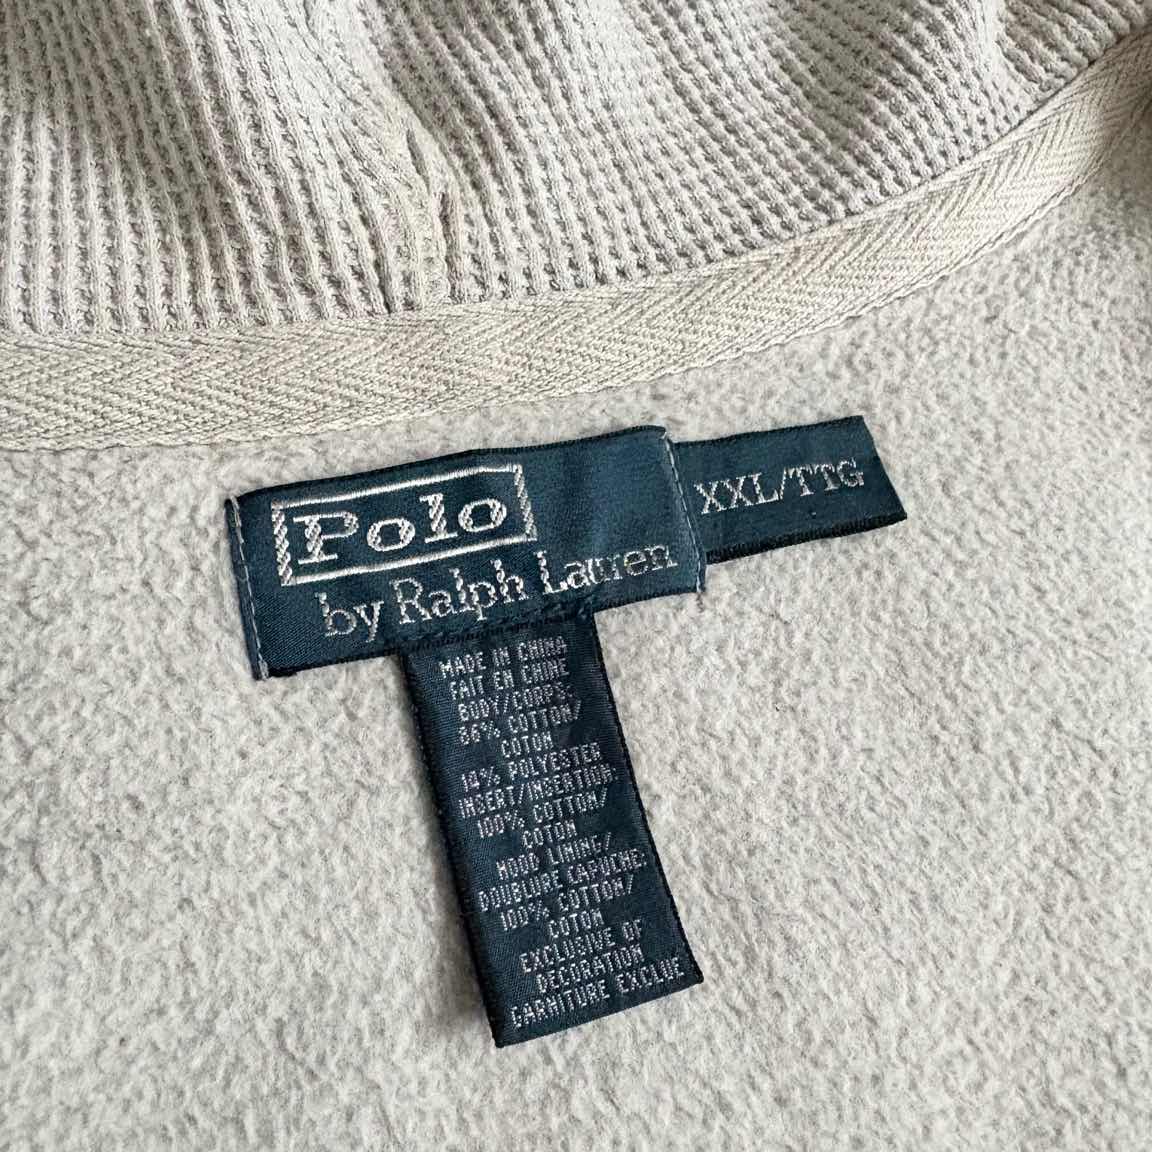 Polo
by Ralph Lauren
XXL/TTG
MADE IN CHINA
FAIT EN CHINE
BODY/CORPS:
86% COTTON/
COTON
14% POLYESTER
INSERT/INSERTION:
100% COTTON/
COTON
HOOD LINING/
DOUBLURE CAPUCHE:
100% COTTON/
COTON
EXCLUSIVE OF
DECORATION
GARNITURE EXCLUE